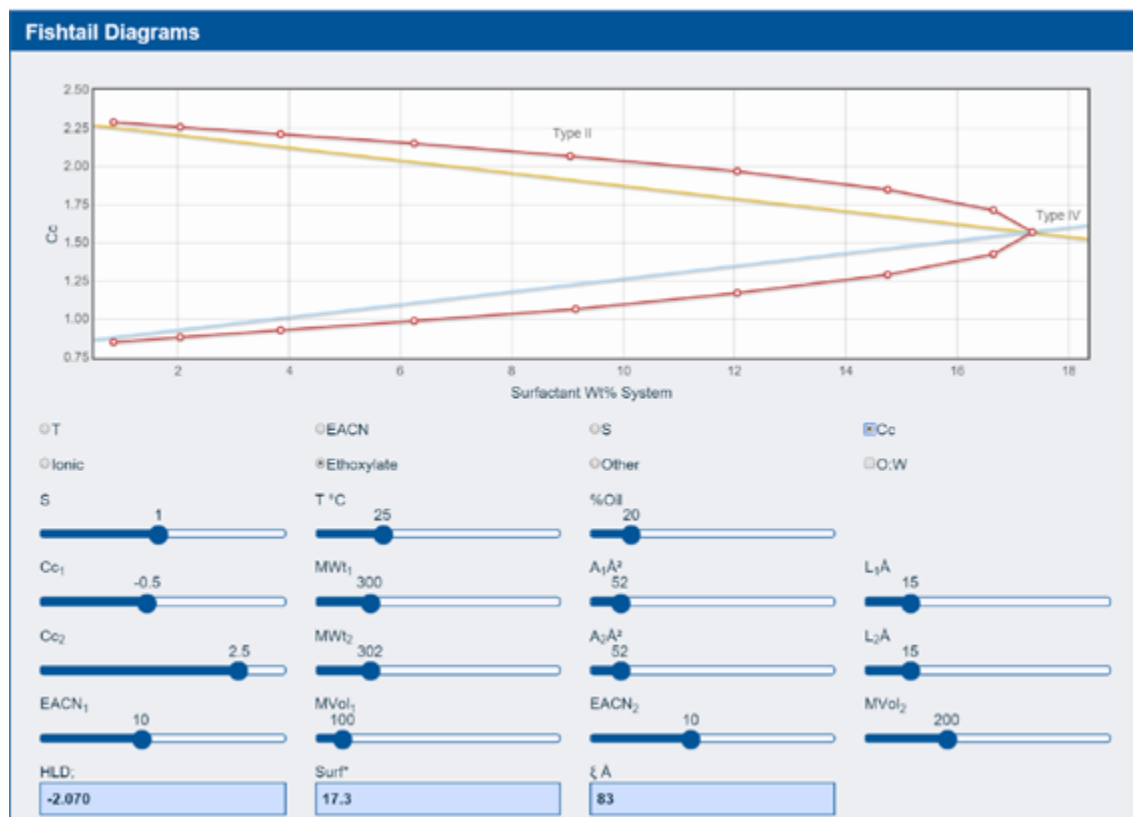 Fishtail Diagrams
2.50
2.25
2.00
1.75
1.50
1.25
1.00
0.75
Cc
Type II
Type IV
2 4 6 8 10 12 14 16 18
Surfactant Wt% System
T EACN S Cc
Ionic Ethoxylate Other O:W
S T °C %Oil
1 25 20
Cc₁ MWt₁ A₁Å² L₁Å
-0.5 300 52 15
Cc₂ MWt₂ A₂Å² L₂Å
2.5 302 52 15
EACN₁ MVol₁ EACN₂ MVol₂
10 100 10 200
HLD; Surf* ξ Å
-2.070 17.3 83